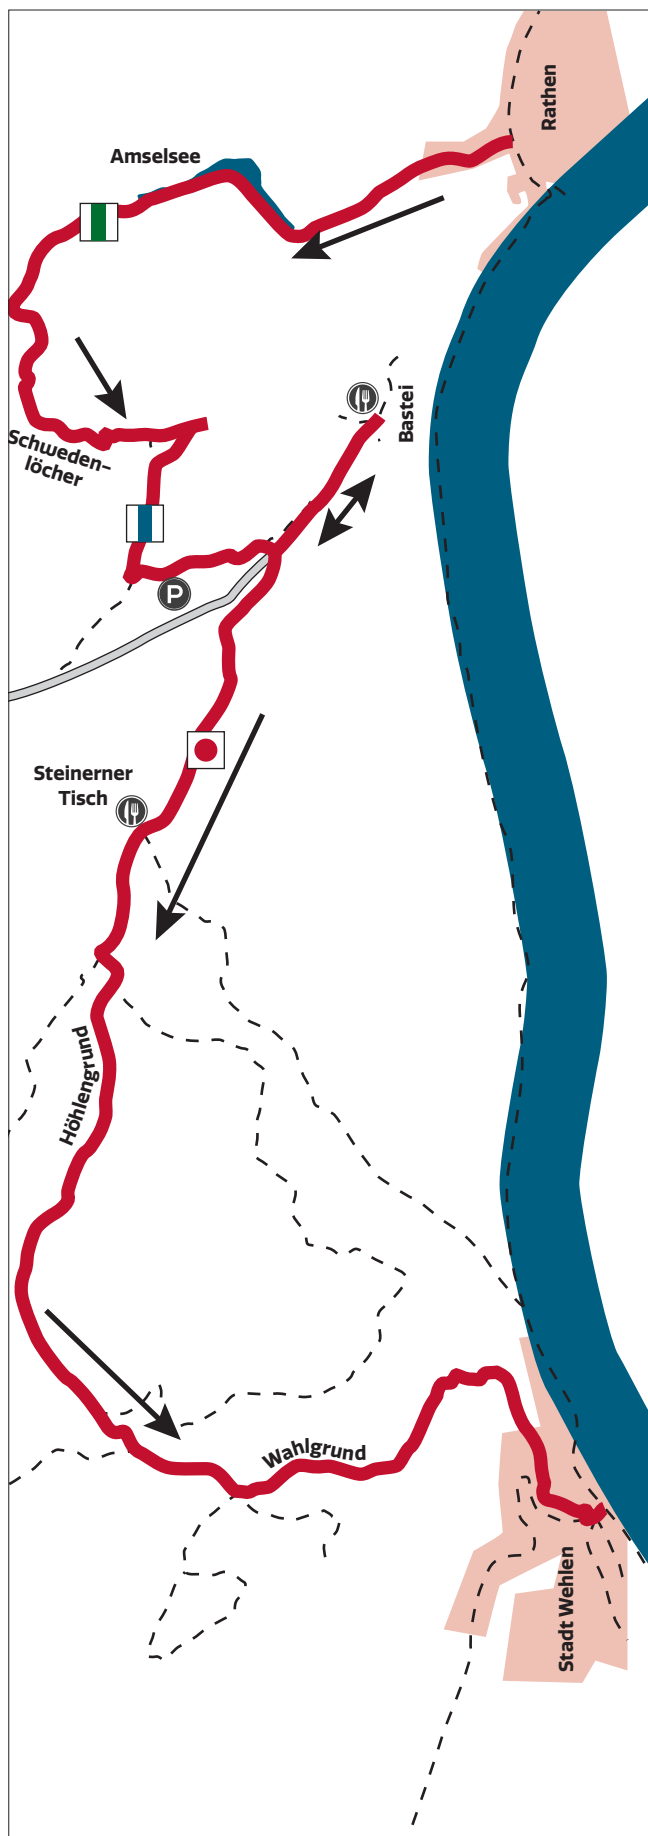 Rathen
Amselsee
Bastei
Schweden-
löcher
P
Steinerner
Tisch
Höhlengrund
Wahlgrund
Stadt Wehlen